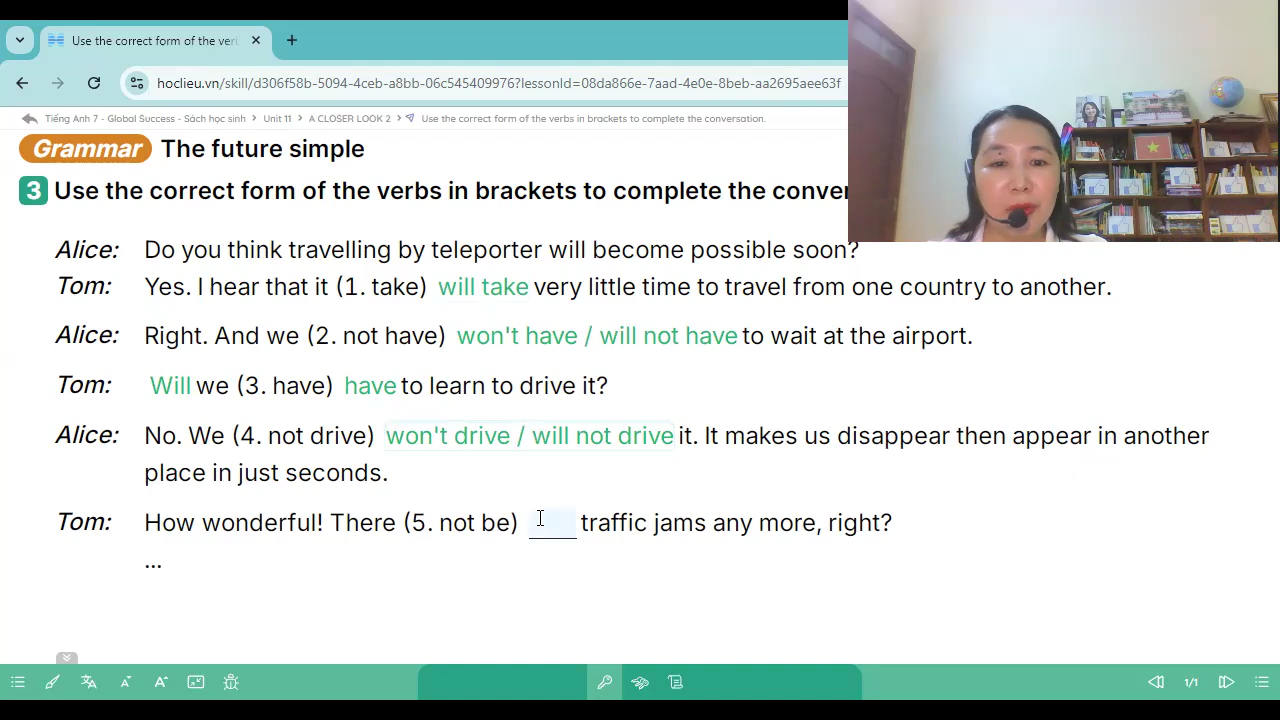 Use the correct form of the ver
hoclieu.vn/skill/d306f58b-5094-4ceb-a8bb-06c545409976?lessonId=08da866e-7aad-4e0e-8beb-aa2695aee63f
Tiếng Anh 7 - Global Success - Sách học sinh > Unit 11 > A CLOSER LOOK 2 > Use the correct form of the verbs in brackets to complete the conversation.
Grammar The future simple
3 Use the correct form of the verbs in brackets to complete the conver
Alice: Do you think travelling by teleporter will become possible soon?
Tom: Yes. I hear that it (1. take) will take very little time to travel from one country to another.
Alice: Right. And we (2. not have) won't have / will not have to wait at the airport.
Tom: Will we (3. have) have to learn to drive it?
Alice: No. We (4. not drive) won't drive / will not drive it. It makes us disappear then appear in another
place in just seconds.
Tom: How wonderful! There (5. not be) ____ traffic jams any more, right?
...
1/1